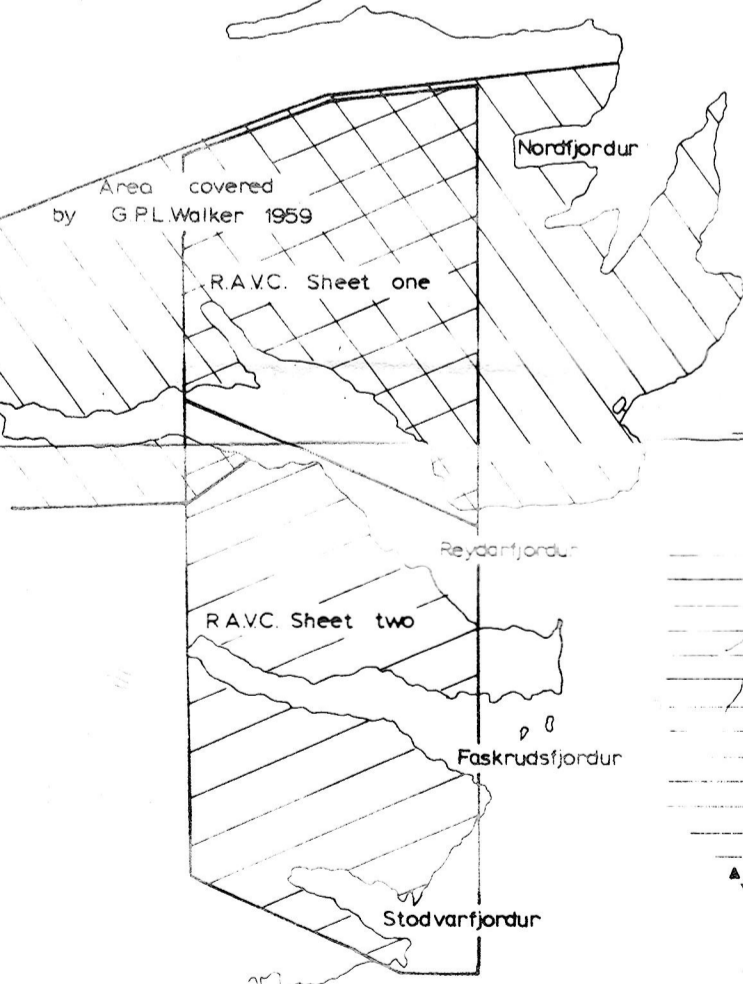 Nordfjordur
Area covered
by G.P.L.Walker 1959
R.A.V.C. Sheet one
Reydarfjordur
R.A.V.C. Sheet two
Faskrudsfjordur
Stodvarfjordur